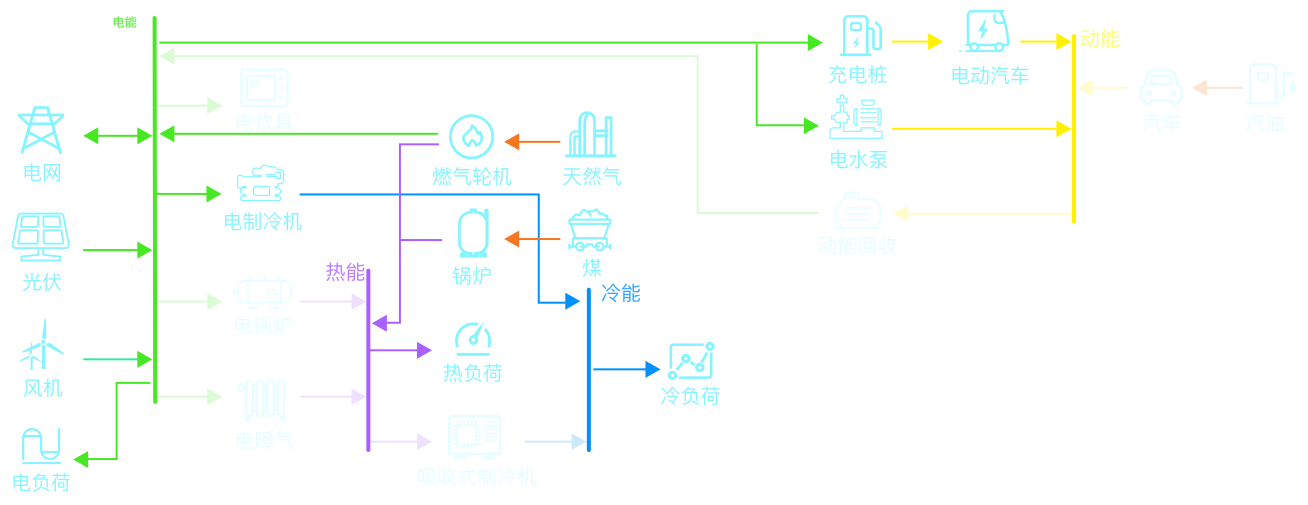 电能
充电桩
电动汽车
动能
汽车
汽油
电炊具
电网
燃气轮机
天然气
电水泵
电制冷机
动能回收
光伏
锅炉
煤
热能
冷能
电锅炉
风机
热负荷
冷负荷
电暖气
吸收式制冷机
电负荷